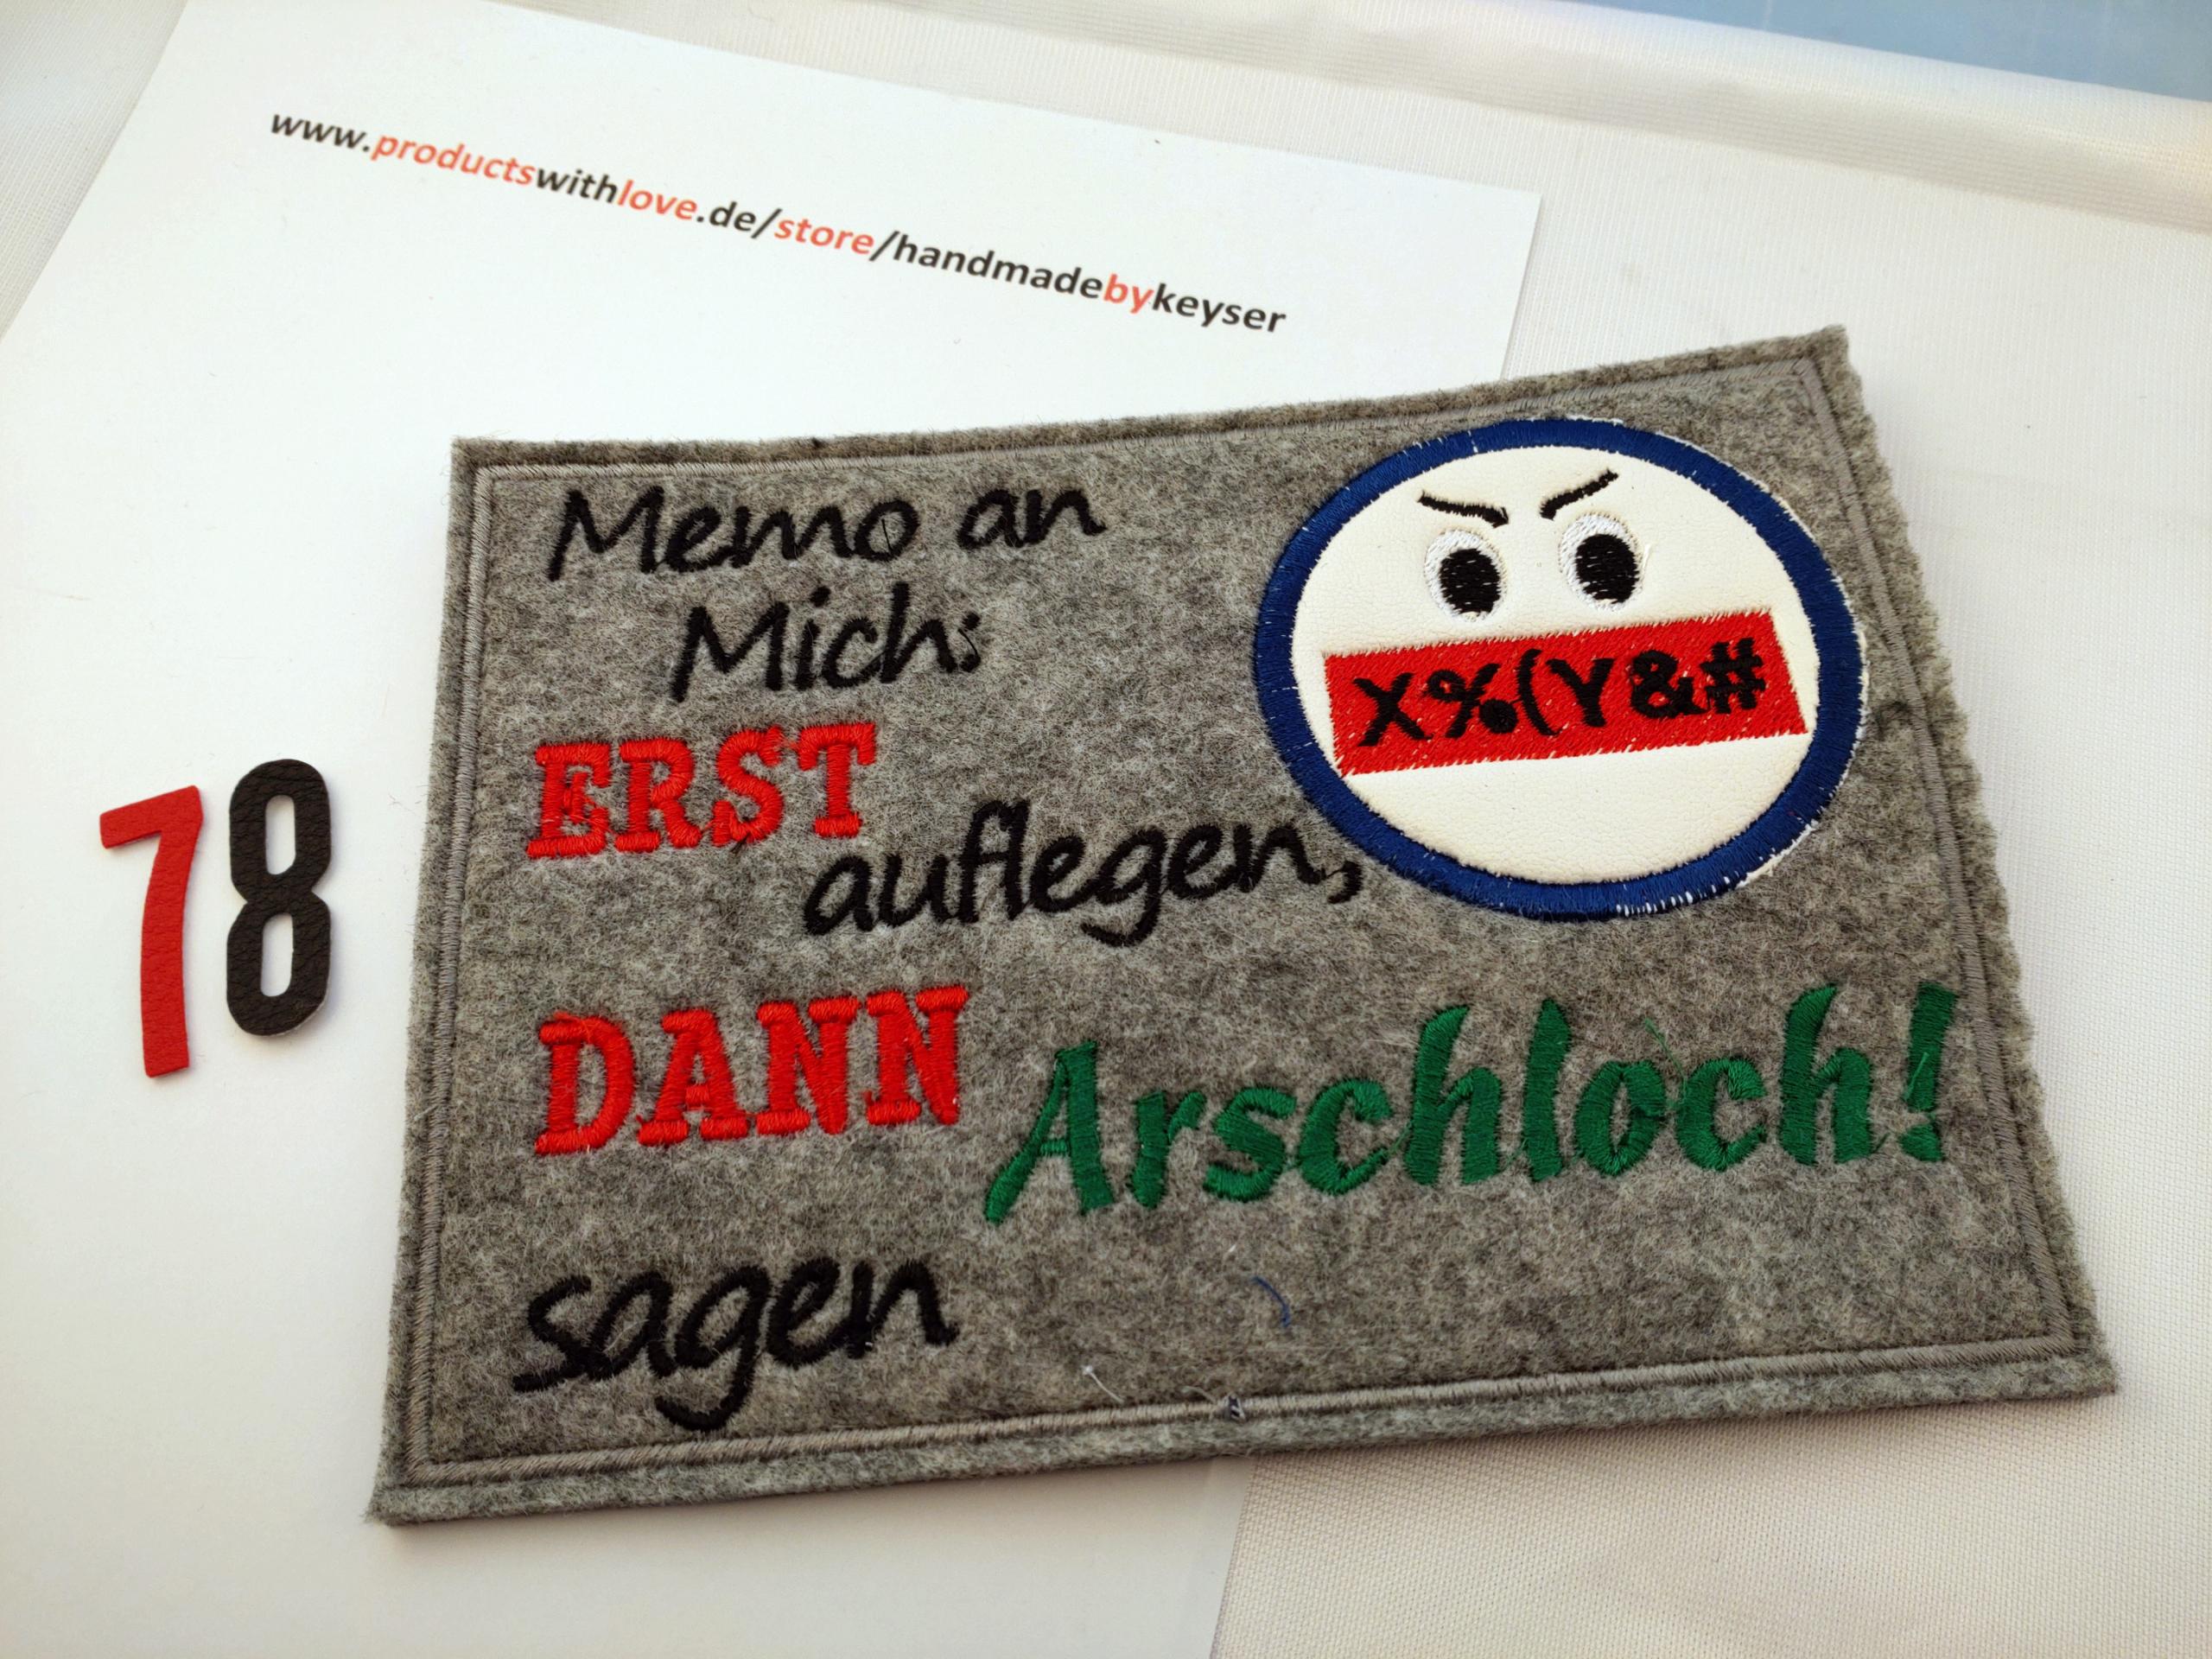 www.productswithlove.de/store/handmadebykeyser
Memo an
Mich:
X%(Y&#
ERST
auflegen,
78
DANN Arschloch!
sagen